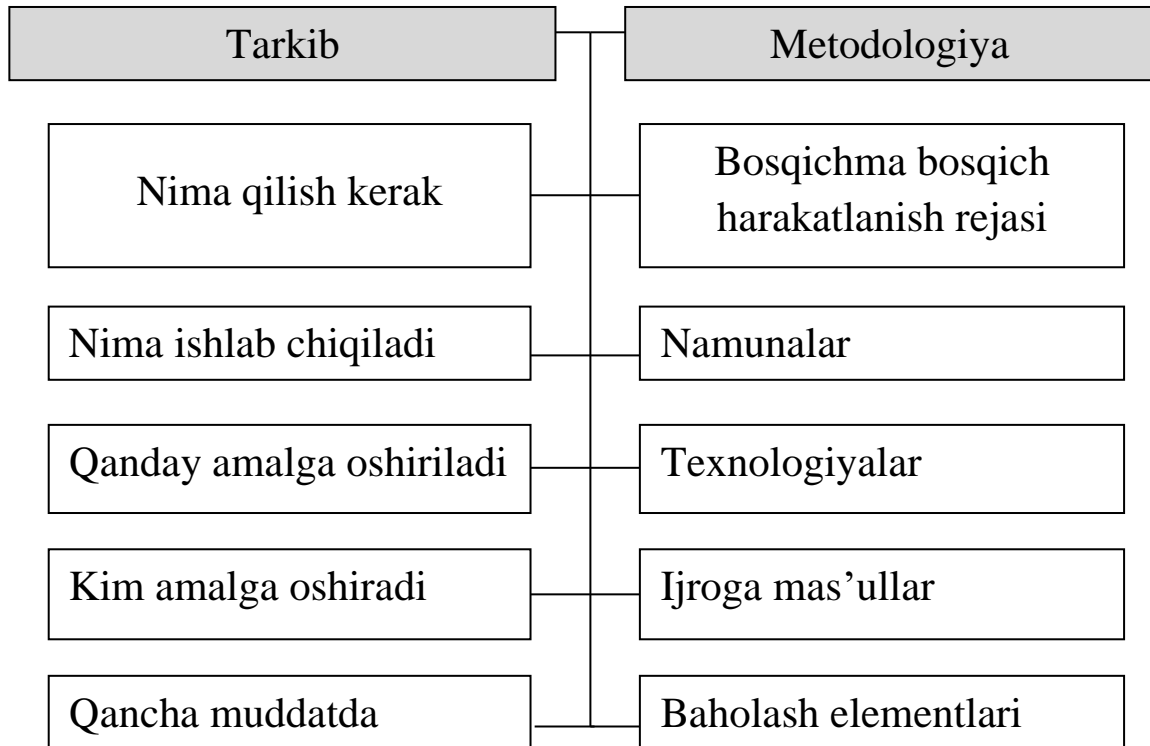 Tarkib
Metodologiya
Nima qilish kerak
Bosqichma bosqich
harakatlanish rejasi
Nima ishlab chiqiladi
Namunalar
Qanday amalga oshiriladi
Texnologiyalar
Kim amalga oshiradi
Ijroga mas’ullar
Qancha muddatda
Baholash elementlari